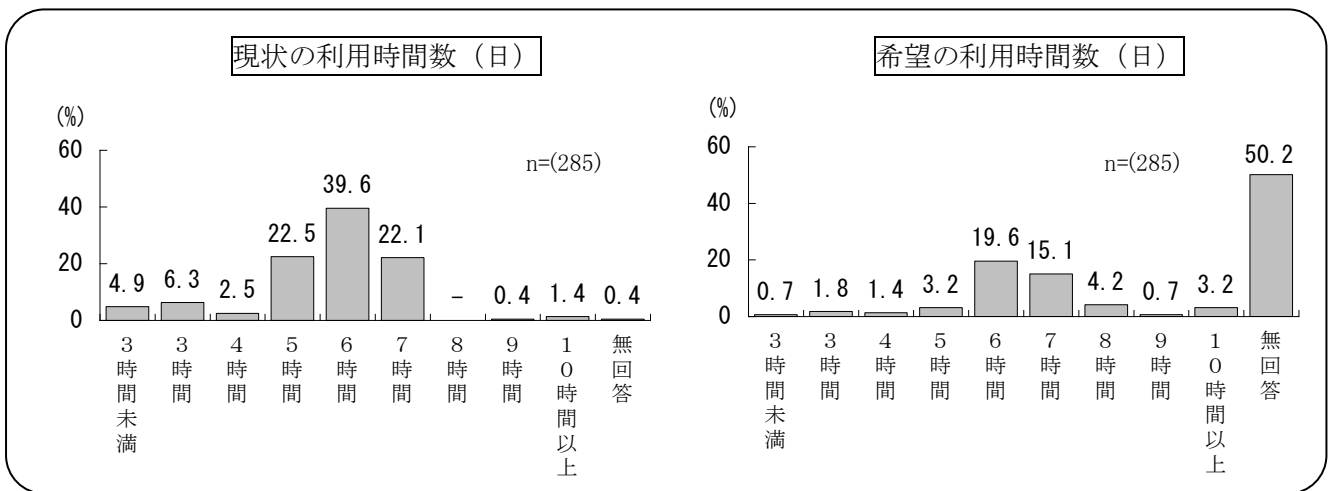 現状の利用時間数（日）
(%)
60
40
20
0
n=(285)
4.9
6.3
2.5
22.5
39.6
22.1
－
0.4
1.4
0.4
３時間未満
３時間
４時間
５時間
６時間
７時間
８時間
９時間
１０時間以上
無回答
希望の利用時間数（日）
(%)
60
40
20
0
n=(285)
0.7
1.8
1.4
3.2
19.6
15.1
4.2
0.7
3.2
50.2
３時間未満
３時間
４時間
５時間
６時間
７時間
８時間
９時間
１０時間以上
無回答